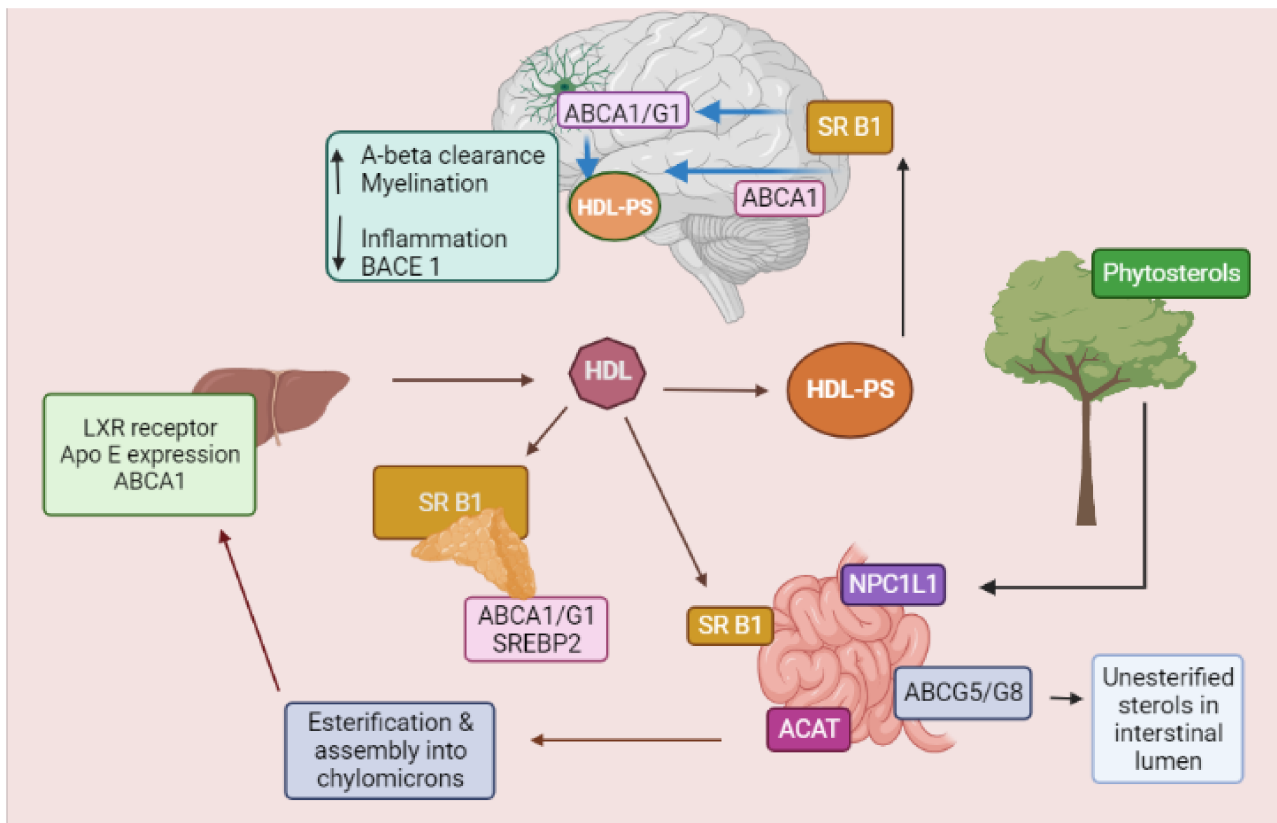 ABCA1/G1
SR B1
A-beta clearance
Myelination
Inflammation
BACE 1
HDL-PS
ABCA1
Phytosterols
HDL
HDL-PS
LXR receptor
Apo E expression
ABCA1
SR B1
ABCA1/G1
SREBP2
NPC1L1
SR B1
ABCG5/G8
ACAT
Unesterified
sterols in
interstinal
lumen
Esterification &
assembly into
chylomicrons